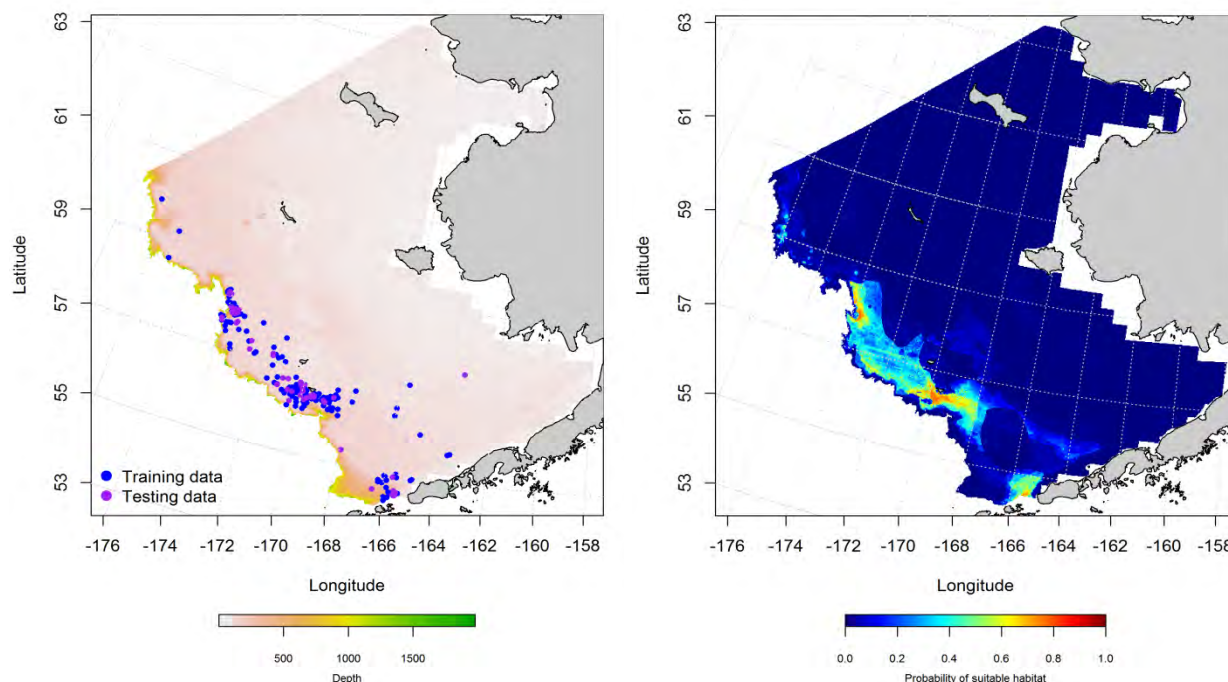 63
61
59
57
55
53
Latitude
Training data
Testing data
-176 -174 -172 -170 -168 -166 -164 -162 -160
Longitude
500 1000 1500
Depth
63
61
59
57
55
53
Latitude
-176 -174 -172 -170 -168 -166 -164 -162 -160 -158
Longitude
0.0 0.2 0.4 0.6 0.8 1.0
Probability of suitable habitat